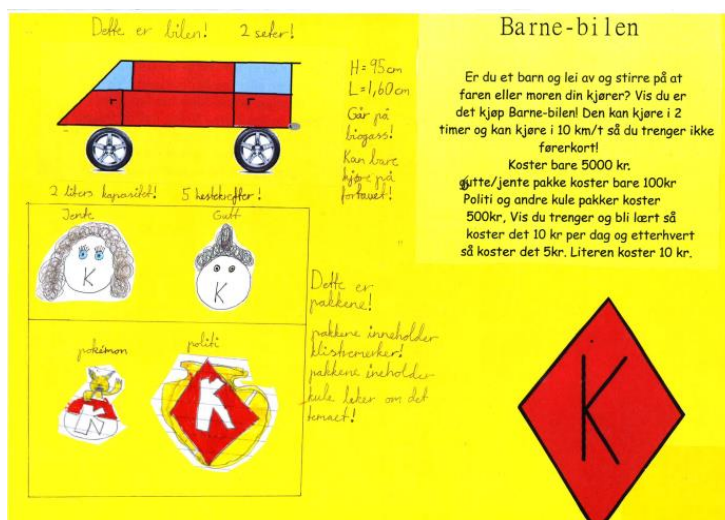 Dette er bilen!
2 seter!
H = 95 cm
L = 1,60 cm
Går på
biogass!
Kan bare
kjøre på
fortauet!
2 liters kapasitet!
5 hestekrefter!
Jente
Gutt
K
K
pokémon
politi
K
K
Dette er
pakkene!
pakkene inneholder
klistremerker!
pakkene ineholder
kule leker om det
temaet!
Barne-bilen
Er du et barn og lei av og stirre på at
faren eller moren din kjører? Vis du er
det kjøp Barne-bilen! Den kan kjøre i 2
timer og kan kjøre i 10 km/t så du trenger ikke
førerkort!
Koster bare 5000 kr.
gutte/jente pakke koster bare 100kr
Politi og andre kule pakker koster
500kr, Vis du trenger og bli lært så
koster det 10 kr per dag og etterhvert
så koster det 5kr. Literen koster 10 kr.
K